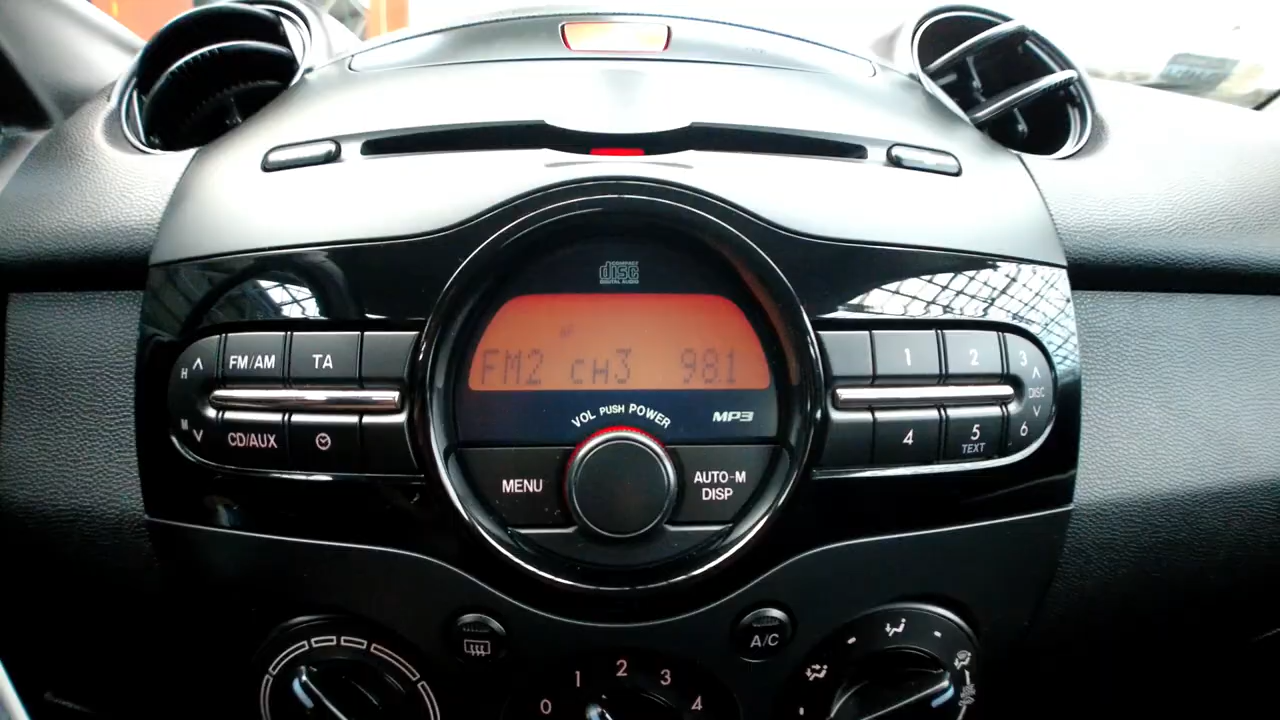 COMPACT
disc
DIGITAL AUDIO
FM2 CH3 98.1
VOL PUSH POWER
MP3
H
M
FM/AM
TA
CD/AUX
MENU
AUTO-M
DISP
1
2
3
DISC
4
5
TEXT
6
A/C
0
1
2
3
4